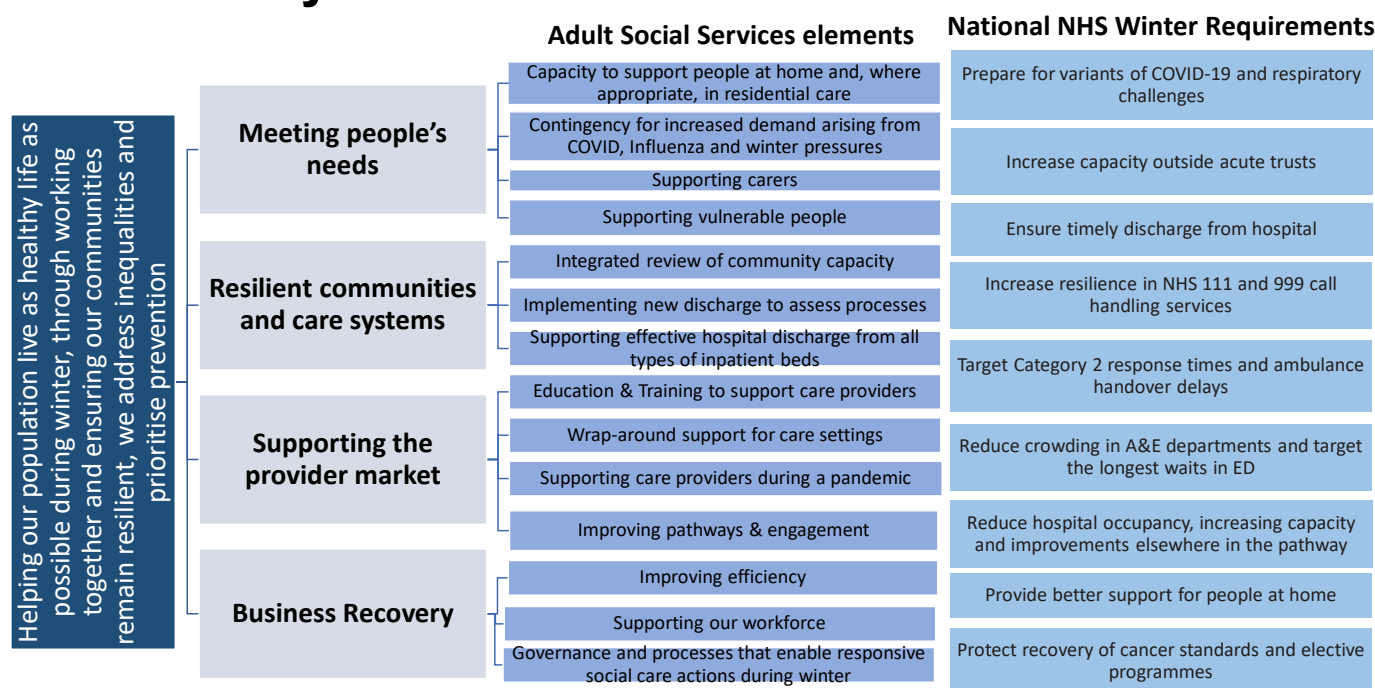 Adult Social Services elements
National NHS Winter Requirements
Helping our population live as healthy life as
possible during winter, through working
together and ensuring our communities
remain resilient, we address inequalities and
prioritise prevention
Meeting people’s
needs
Capacity to support people at home and, where
appropriate, in residential care
Contingency for increased demand arising from
COVID, Influenza and winter pressures
Supporting carers
Supporting vulnerable people
Resilient communities
and care systems
Integrated review of community capacity
Implementing new discharge to assess processes
Supporting effective hospital discharge from all
types of inpatient beds
Supporting the
provider market
Education & Training to support care providers
Wrap-around support for care settings
Supporting care providers during a pandemic
Improving pathways & engagement
Business Recovery
Improving efficiency
Supporting our workforce
Governance and processes that enable responsive
social care actions during winter
Prepare for variants of COVID-19 and respiratory
challenges
Increase capacity outside acute trusts
Ensure timely discharge from hospital
Increase resilience in NHS 111 and 999 call
handling services
Target Category 2 response times and ambulance
handover delays
Reduce crowding in A&E departments and target
the longest waits in ED
Reduce hospital occupancy, increasing capacity
and improvements elsewhere in the pathway
Provide better support for people at home
Protect recovery of cancer standards and elective
programmes